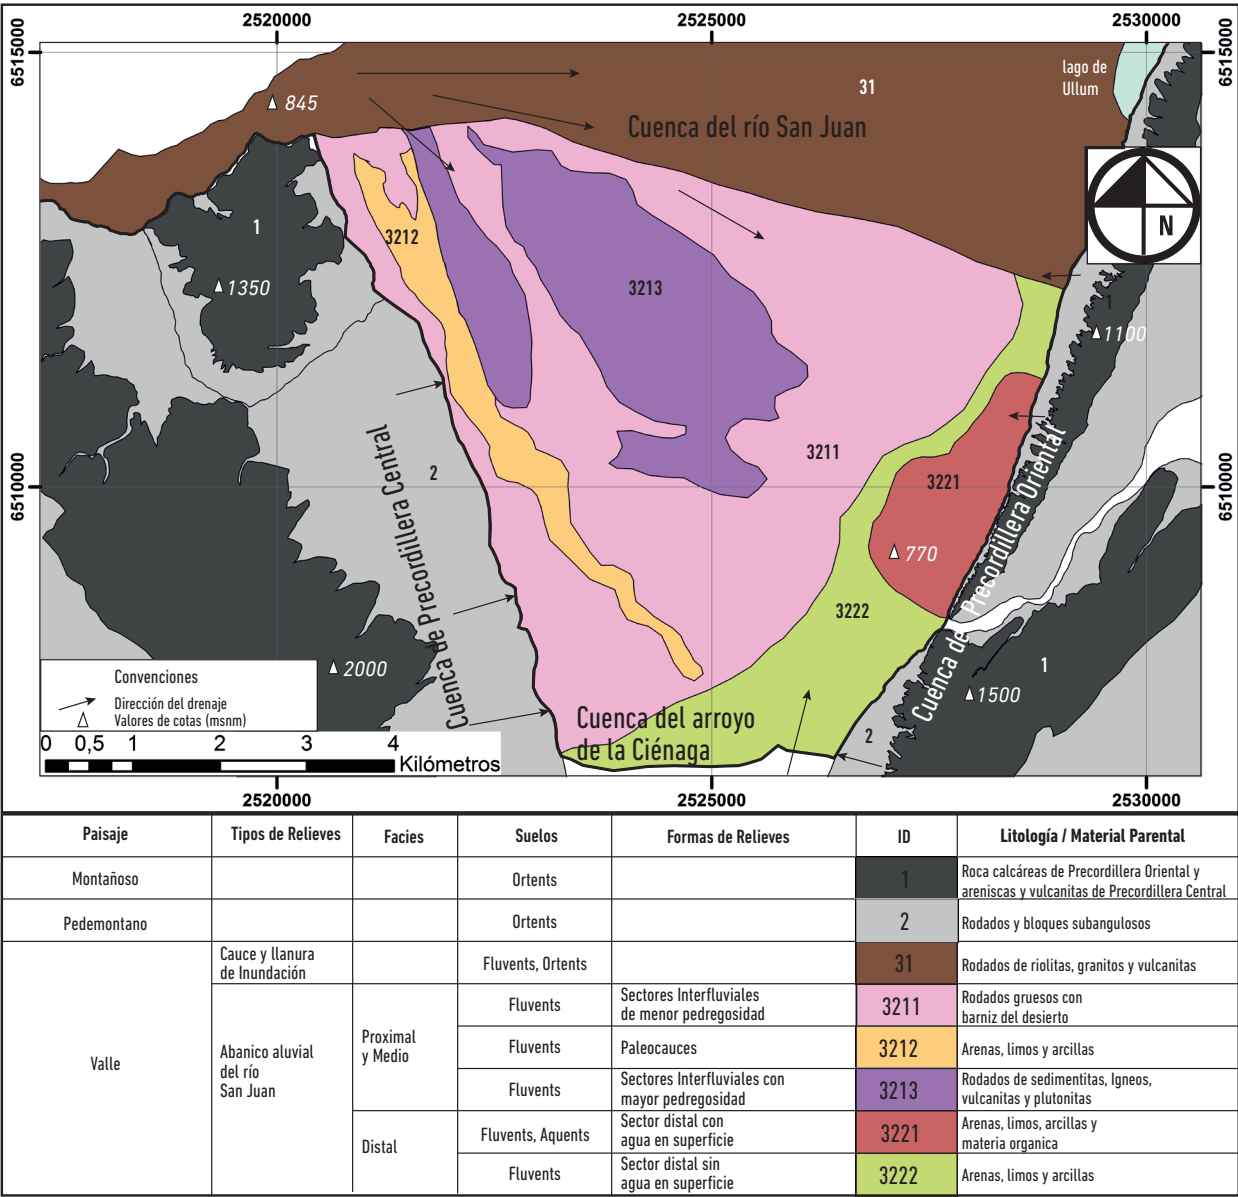 2520000 2525000 2530000
6515000 6515000
lago de
Ullum
845
31
Cuenca del río San Juan
N
1
3212
1350
3213
1
1100
3211
2
3221
6510000 6510000
Cuenca de Precordillera Central
Cuenca de Precordillera Oriental
770
3222
2000
1
1500
Cuenca del arroyo
de la Ciénaga
2
Convenciones
Dirección del drenaje
Valores de cotas (msnm)
0 0,5 1 2 3 4
Kilómetros
2520000 2525000 2530000
Paisaje Tipos de Relieves Facies Suelos Formas de Relieves ID Litología / Material Parental
Montañoso Ortents 1 Roca calcáreas de Precordillera Oriental y
areniscas y vulcanitas de Precordillera Central
Pedemontano Ortents 2 Rodados y bloques subangulosos
Valle
Cauce y llanura
de Inundación
Fluvents, Ortents 31 Rodados de riolitas, granitos y vulcanitas
Abanico aluvial
del río
San Juan
Proximal
y Medio
Fluvents
Sectores Interfluviales
de menor pedregosidad
3211
Rodados gruesos con
barniz del desierto
Fluvents Paleocauces 3212 Arenas, limos y arcillas
Fluvents
Sectores Interfluviales con
mayor pedregosidad
3213
Rodados de sedimentitas, Igneos,
vulcanitas y plutonitas
Distal
Fluvents, Aquents
Sector distal con
agua en superficie
3221
Arenas, limos, arcillas y
materia organica
Fluvents
Sector distal sin
agua en superficie
3222
Arenas, limos y arcillas